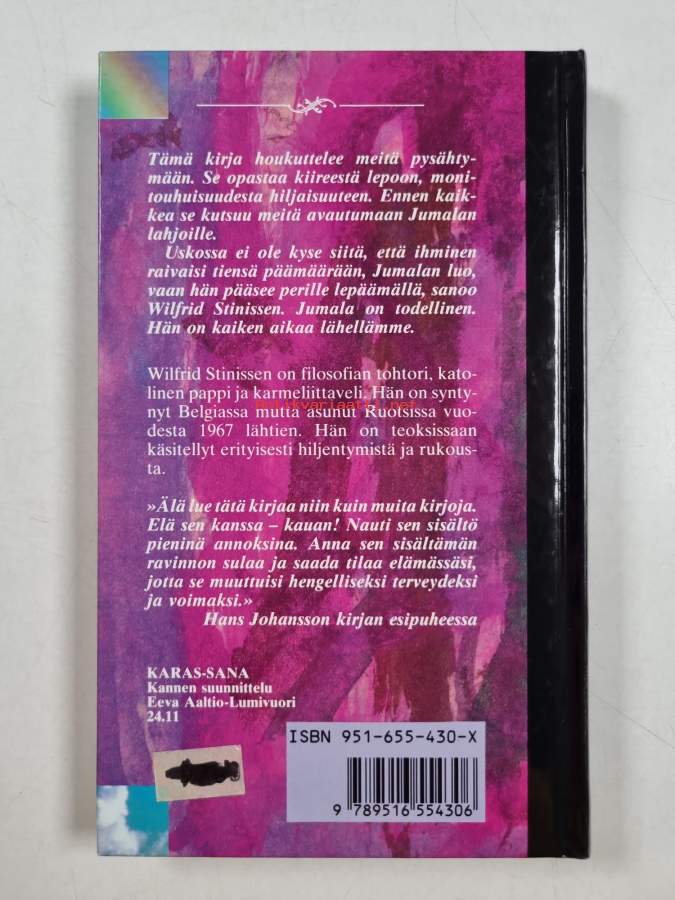 Tämä kirja houkuttelee meitä pysähty-
mään. Se opastaa kiireestä lepoon, moni-
touhuisuudesta hiljaisuuteen. Ennen kaik-
kea se kutsuu meitä avautumaan Jumalan
lahjoille.
Uskossa ei ole kyse siitä, että ihminen
raivaisi tiensä päämäärään, Jumalan luo,
vaan hän pääsee perille lepäämällä, sanoo
Wilfrid Stinissen. Jumala on todellinen.
Hän on kaiken aikaa lähellämme.
Wilfrid Stinissen on filosofian tohtori, kato-
linen pappi ja karmeliittaveli. Hän on synty-
nyt Belgiassa mutta asunut Ruotsissa vuo-
desta 1967 lähtien. Hän on teoksissaan
käsitellyt erityisesti hiljentymistä ja rukous-
ta.
»Älä lue tätä kirjaa niin kuin muita kirjoja.
Elä sen kanssa – kauan! Nauti sen sisältö
pieninä annoksina. Anna sen sisältämän
ravinnon sulaa ja saada tilaa elämässäsi,
jotta se muuttuisi hengelliseksi terveydeksi
ja voimaksi.»
Hans Johansson kirjan esipuheessa
KARAS-SANA
Kannen suunnittelu
Eeva Aaltio-Lumivuori
24.11
ISBN 951-655-430-X
9 789516 554306